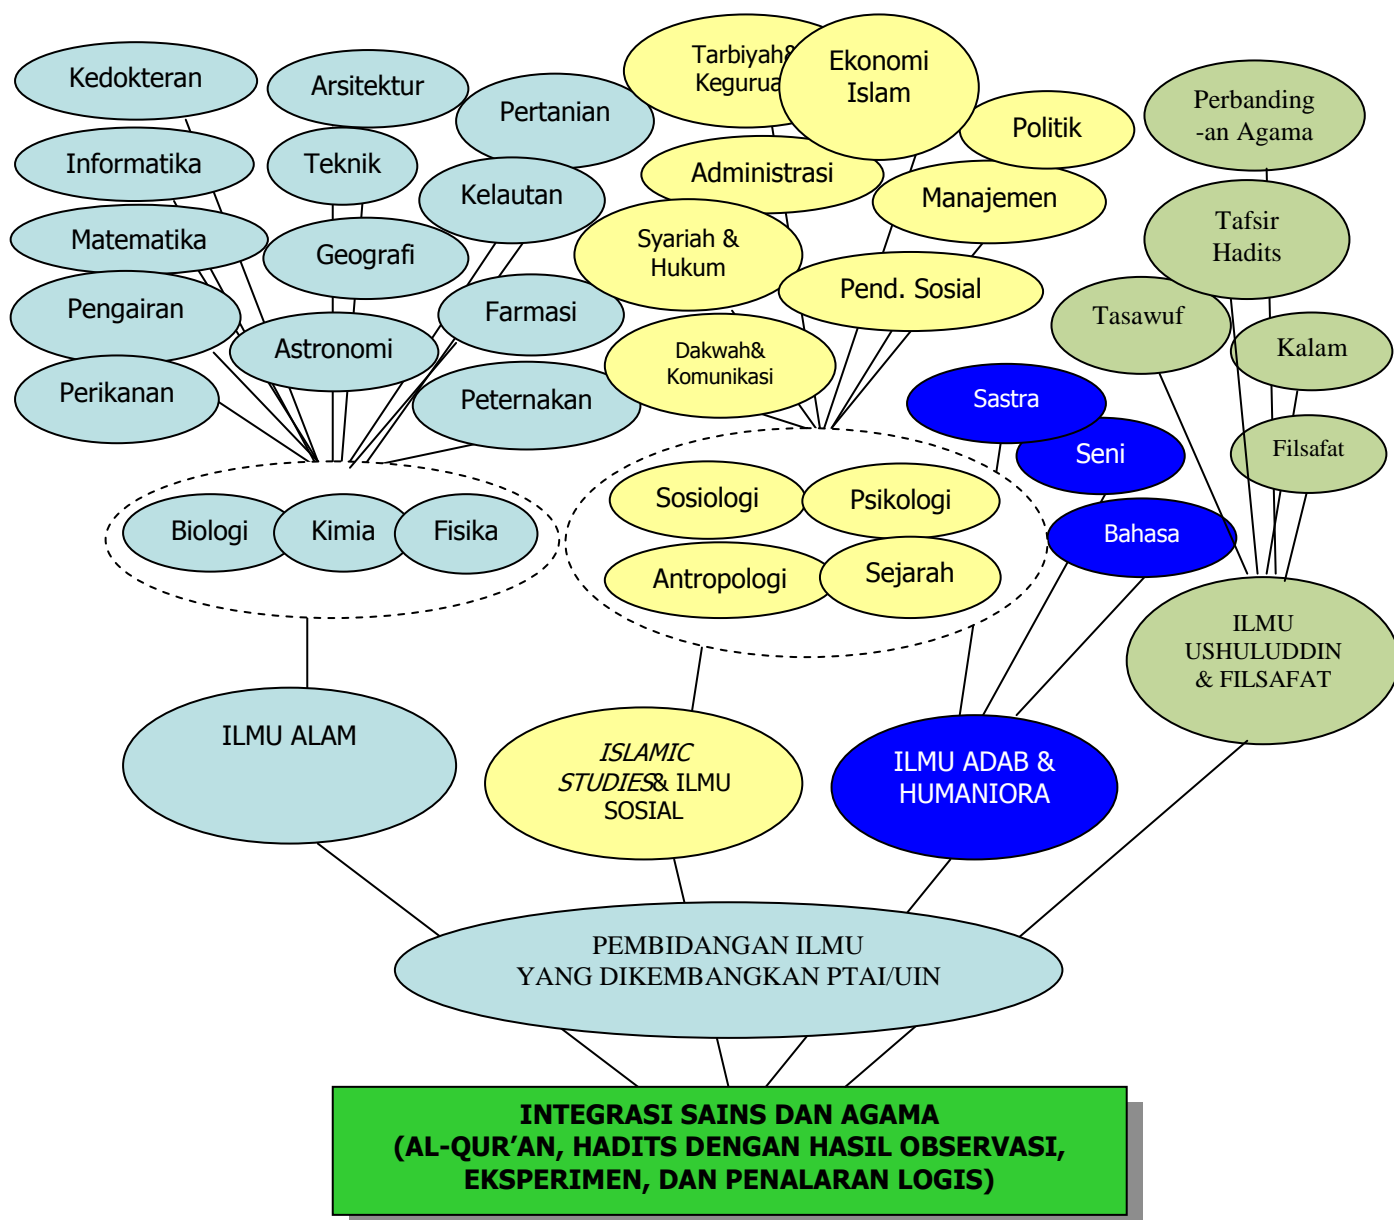 Kedokteran
Arsitektur
Pertanian
Tarbiyah&
Kegurua
Ekonomi
Islam
Politik
Perbanding
-an Agama
Informatika
Teknik
Kelautan
Administrasi
Manajemen
Matematika
Geografi
Syariah &
Hukum
Tafsir
Hadits
Pengairan
Farmasi
Pend. Sosial
Tasawuf
Astronomi
Dakwah&
Komunikasi
Kalam
Perikanan
Peternakan
Sastra
Seni
Filsafat
Biologi
Kimia
Fisika
Sosiologi
Psikologi
Bahasa
Antropologi
Sejarah
ILMU
USHULUDDIN
& FILSAFAT
ILMU ALAM
ISLAMIC
STUDIES& ILMU
SOSIAL
ILMU ADAB &
HUMANIORA
PEMBIDANGAN ILMU
YANG DIKEMBANGKAN PTAI/UIN
INTEGRASI SAINS DAN AGAMA
(AL-QUR’AN, HADITS DENGAN HASIL OBSERVASI,
EKSPERIMEN, DAN PENALARAN LOGIS)